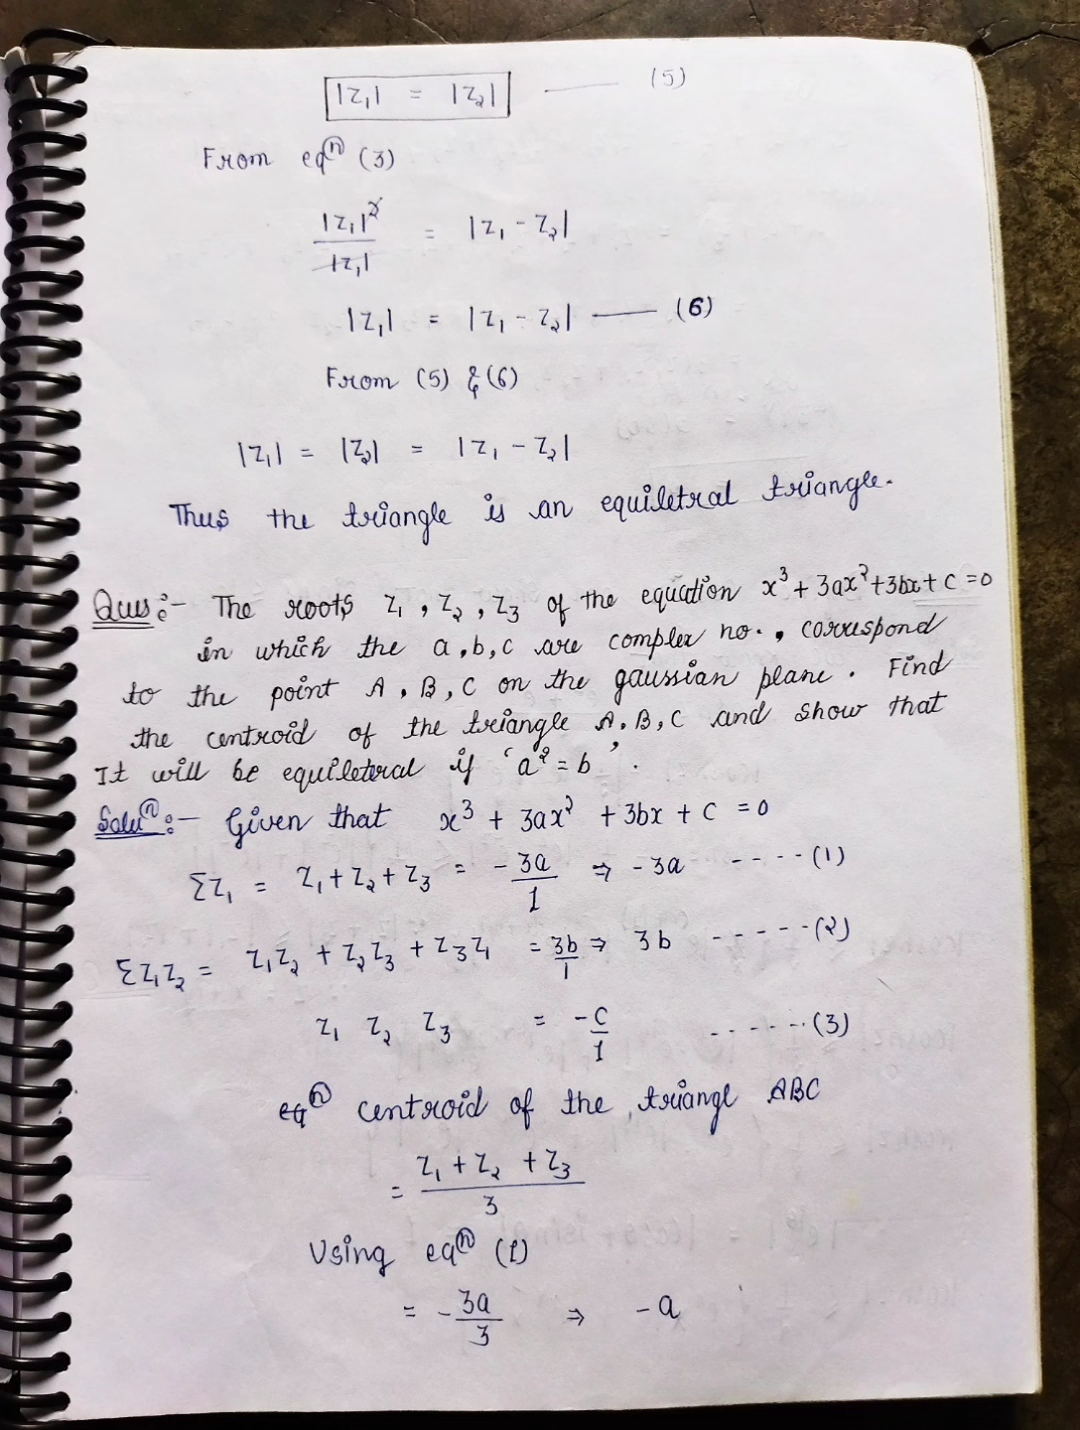 |z₁| = |z₂| —— (5)
From eqⁿ (3)
|z₁|² / |z₁| = |z₁ - z₂|
|z₁| = |z₁ - z₂| —— (6)
From (5) & (6)
|z₁| = |z₂| = |z₁ - z₂|
Thus the triangle is an equiletral triangle.
Ques:- The roots z₁, z₂, z₃ of the equation x³ + 3ax² + 3bx + c = 0
in which the a, b, c are complex no., correspond
to the point A, B, C on the gaussian plane. Find
the centroid of the triangle A, B, C and show that
It will be equileteral if 'a² = b'.
Soluⁿ:- Given that x³ + 3ax² + 3bx + c = 0
Σz₁ = z₁ + z₂ + z₃ = -3a/1 ⇒ -3a ----(1)
Σz₁z₂ = z₁z₂ + z₂z₃ + z₃z₁ = 3b/1 ⇒ 3b -----(2)
z₁ z₂ z₃ = -c/1 -----(3)
eqⁿ centroid of the triangl ABC
= (z₁ + z₂ + z₃)/3
Using eqⁿ (1)
= -3a/3 ⇒ -a